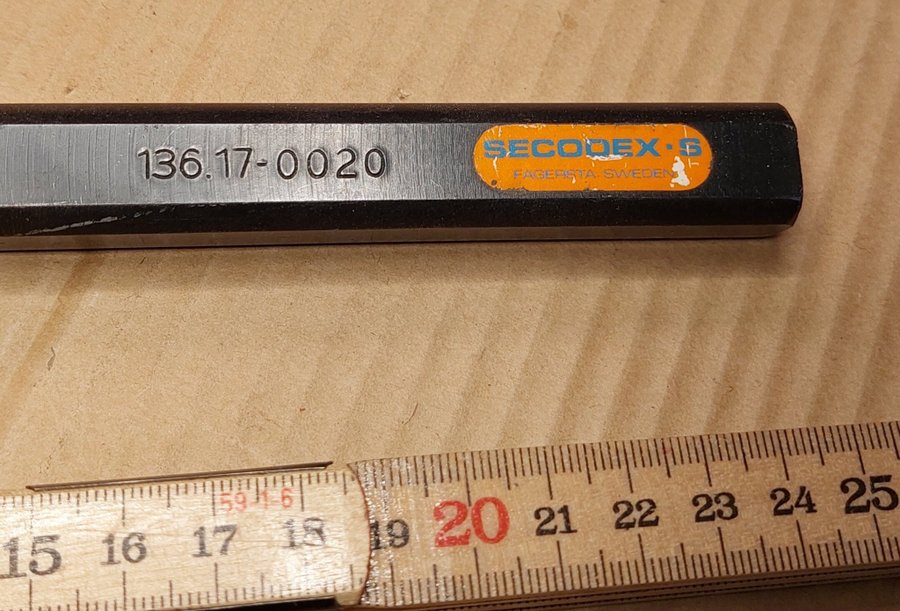 136.17-0020
SECODEX·S
FAGERSTA SWEDEN
59-1-6
15 16 17 18 19 20 21 22 23 24 25